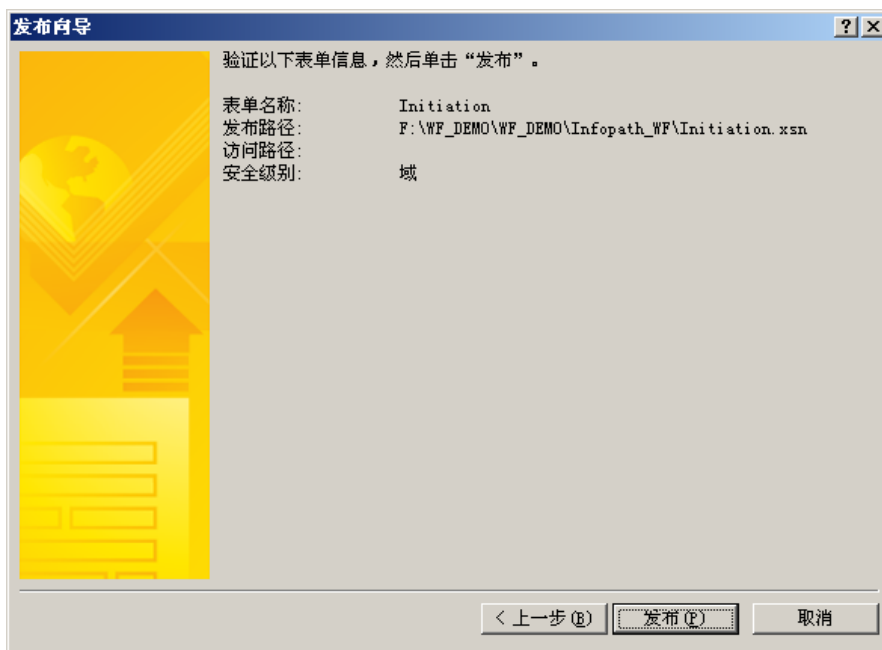 发布向导
验证以下表单信息，然后单击“发布”。
表单名称: Initiation
发布路径: F:\WF_DEMO\WF_DEMO\Infopath_WF\Initiation.xsn
访问路径:
安全级别: 域
< 上一步(B) 发布(P) 取消